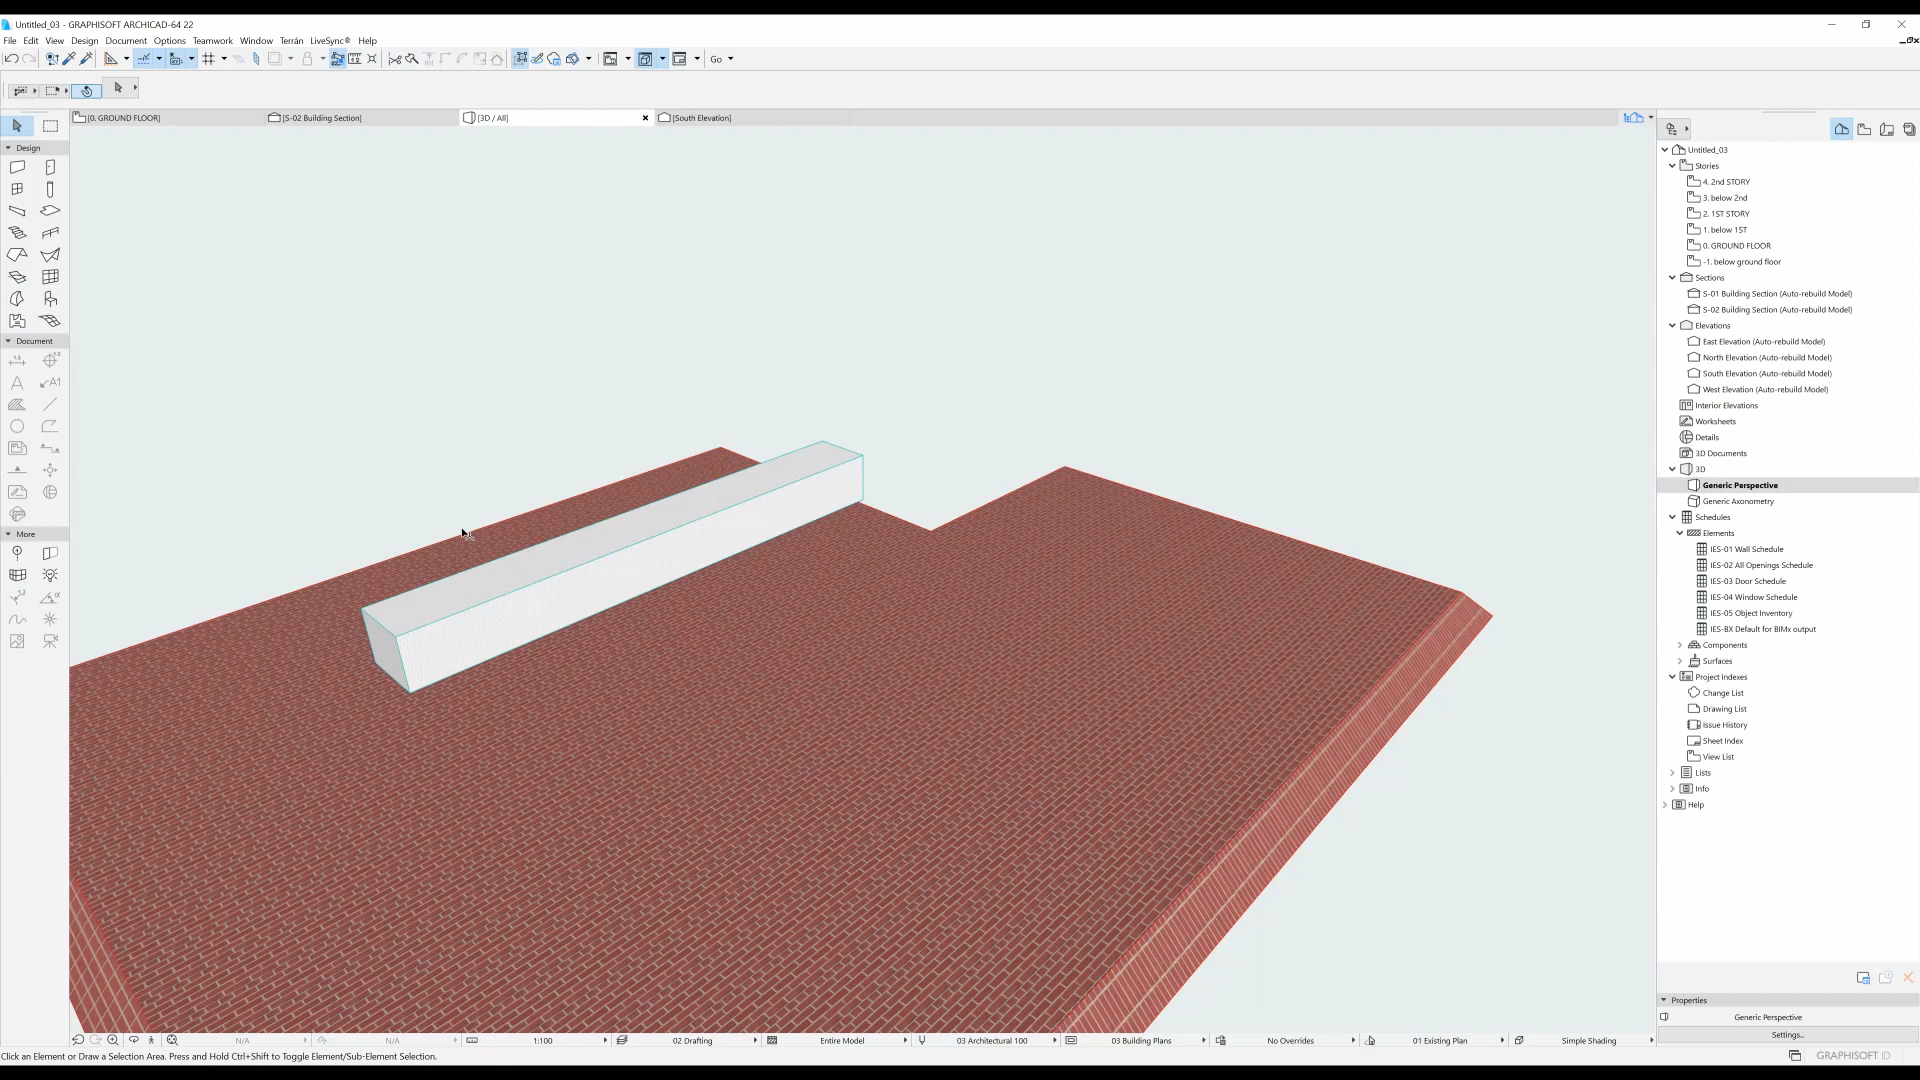 Untitled_03 - GRAPHISOFT ARCHICAD-64 22
File Edit View Design Document Options Teamwork Window Terrán LiveSync® Help
Go
[0. GROUND FLOOR]
[S-02 Building Section]
[3D / All]
[South Elevation]
Design
Document
More
Untitled_03
Stories
4. 2nd STORY
3. below 2nd
2. 1ST STORY
1. below 1ST
0. GROUND FLOOR
-1. below ground floor
Sections
S-01 Building Section (Auto-rebuild Model)
S-02 Building Section (Auto-rebuild Model)
Elevations
East Elevation (Auto-rebuild Model)
North Elevation (Auto-rebuild Model)
South Elevation (Auto-rebuild Model)
West Elevation (Auto-rebuild Model)
Interior Elevations
Worksheets
Details
3D Documents
3D
Generic Perspective
Generic Axonometry
Schedules
Elements
IES-01 Wall Schedule
IES-02 All Openings Schedule
IES-03 Door Schedule
IES-04 Window Schedule
IES-05 Object Inventory
IES-BX Default for BIMx output
Components
Surfaces
Project Indexes
Change List
Drawing List
Issue History
Sheet Index
View List
Lists
Info
Help
Properties
Generic Perspective
Settings...
N/A
N/A
1:100
02 Drafting
Entire Model
03 Architectural 100
03 Building Plans
No Overrides
01 Existing Plan
Simple Shading
Click an Element or Draw a Selection Area. Press and Hold Ctrl+Shift to Toggle Element/Sub-Element Selection.
GRAPHISOFT ID